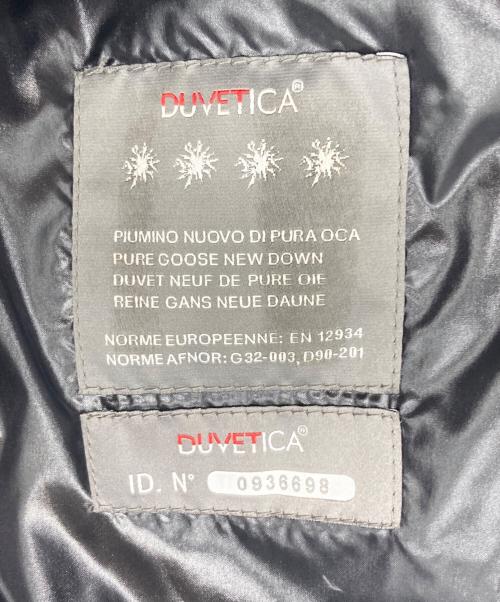 DUVETICA®
PIUMINO NUOVO DI PURA OCA
PURE GOOSE NEW DOWN
DUVET NEUF DE PURE OIE
REINE GANS NEUE DAUNE
NORME EUROPEENNE: EN 12934
NORME AFNOR: G32-003, D90-201
DUVETICA®
ID. N° 0936698